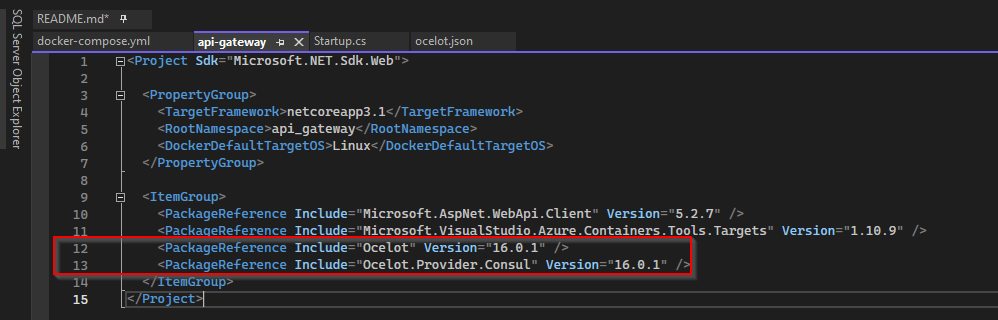 SQL Server Object Explorer
README.md*
docker-compose.yml
api-gateway
Startup.cs
ocelot.json
1 <Project Sdk="Microsoft.NET.Sdk.Web">
2
3 <PropertyGroup>
4 <TargetFramework>netcoreapp3.1</TargetFramework>
5 <RootNamespace>api_gateway</RootNamespace>
6 <DockerDefaultTargetOS>Linux</DockerDefaultTargetOS>
7 </PropertyGroup>
8
9 <ItemGroup>
10 <PackageReference Include="Microsoft.AspNet.WebApi.Client" Version="5.2.7" />
11 <PackageReference Include="Microsoft.VisualStudio.Azure.Containers.Tools.Targets" Version="1.10.9" />
12 <PackageReference Include="Ocelot" Version="16.0.1" />
13 <PackageReference Include="Ocelot.Provider.Consul" Version="16.0.1" />
14 </ItemGroup>
15 </Project>